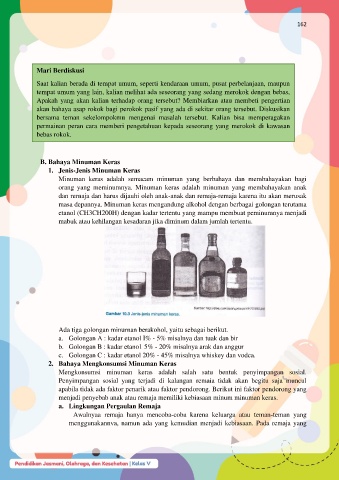 162
Mari Berdiskusi
Saat kalian berada di tempat umum, seperti kendaraan umum, pusat perbelanjaan, maupun
tempat umum yang lain, kalian melihat ada seseorang yang sedang merokok dengan bebas.
Apakah yang akan kalian terhadap orang tersebut? Membiarkan atau memberi pengertian
akan bahaya asap rokok bagi perokok pasif yang ada di sekitar orang tersebut. Diskusikan
bersama teman sekelompokmu mengenai masalah tersebut. Kalian bisa memperagakan
permainan peran cara memberi pengetahuan kepada seseorang yang merokok di kawasan
bebas rokok.
B. Bahaya Minuman Keras
1. Jenis-Jenis Minuman Keras
Minuman keras adalah semacam minuman yang berbahaya dan membahayakan bagi
orang yang meminumnya. Minuman keras adalah minuman yang membahayakan anak
dan remaja dan harus dijauhi oleh anak-anak dan remaja-remaja karena itu akan merusak
masa depannya. Minuman keras mengandung alkohol dengan berbagai golongan terutama
etanol (CH3CH200H) dengan kadar tertentu yang mampu membuat peminumnya menjadi
mabuk atau kehilangan kesadaran jika diminum dalam jumlah tertentu.
Gambar 10.3 Jenis-jenis minuman keras.
Ada tiga golongan minuman berakohol, yaitu sebagai berikut.
a. Golongan A : kadar etanol 1% - 5% misalnya dan tuak dan bir
b. Golongan B : kadar etanol 5% - 20% misalnya arak dan anggur
c. Golongan C : kadar etanol 20% - 45% misalnya whiskey dan vodca.
2. Bahaya Mengkonsumsi Minuman Keras
Mengkonsumsi minuman keras adalah salah satu bentuk penyimpangan sosial.
Penyimpangan sosial yang terjadi di kalangan remaja tidak akan begitu saja muncul
apabila tidak ada faktor penarik atau faktor pendorong. Berikut ini faktor pendorong yang
menjadi penyebab anak atau remaja memiliki kebiasaan minum minuman keras.
a. Lingkungan Pergaulan Remaja
Awalnyaa remaja hanya mencoba-coba karena keluarga atau teman-teman yang
menggunakannya, namun ada yang kemudian menjadi kebiasaan. Pada remaja yang
Pendidikan Jasmani, Olahraga, dan Kesehatan | Kelas V